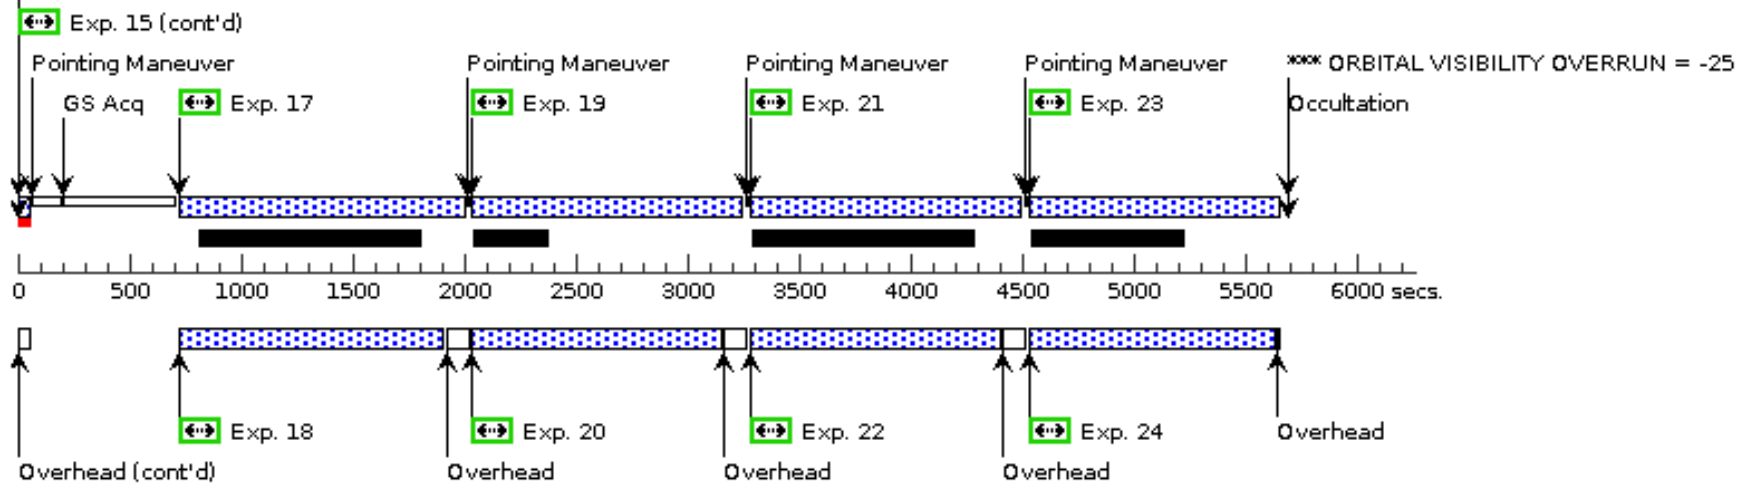 Exp. 15 (cont'd)
Pointing Maneuver Pointing Maneuver Pointing Maneuver Pointing Maneuver *** ORBITAL VISIBILITY OVERRUN = -25
GS Acq Exp. 17 Exp. 19 Exp. 21 Exp. 23 Occultation
0 500 1000 1500 2000 2500 3000 3500 4000 4500 5000 5500 6000 secs.
Exp. 18 Exp. 20 Exp. 22 Exp. 24 Overhead
Overhead (cont'd) Overhead Overhead Overhead